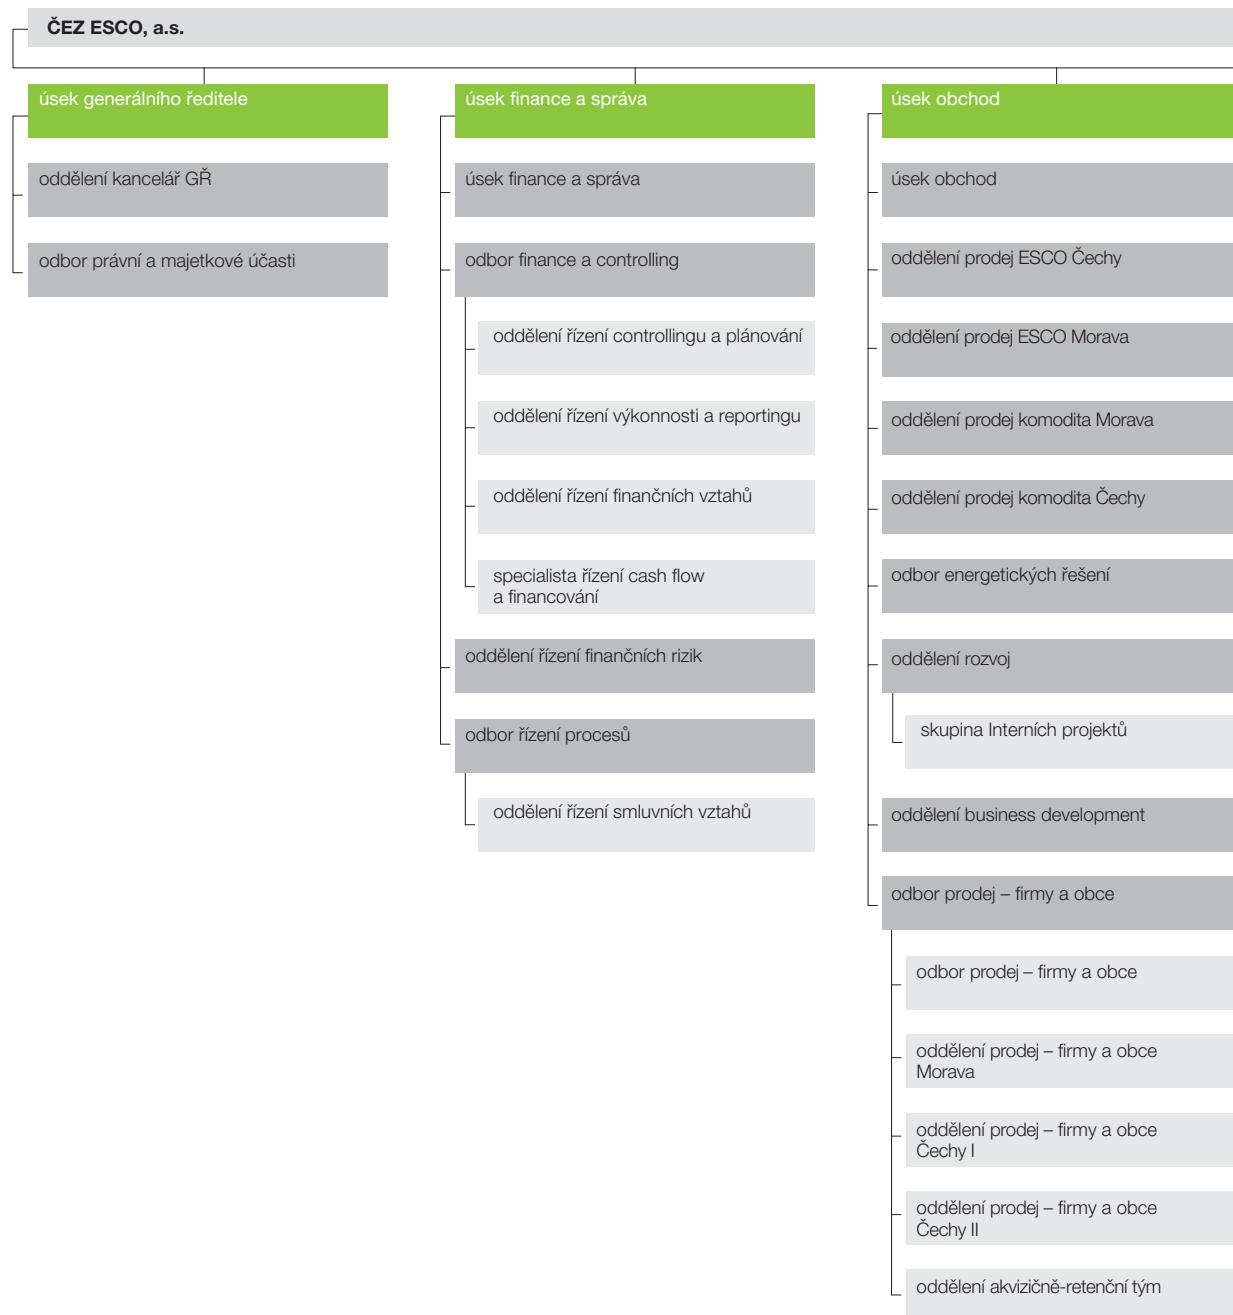 ČEZ ESCO, a.s.
úsek generálního ředitele
oddělení kancelář GŘ
odbor právní a majetkové účasti
úsek finance a správa
úsek finance a správa
odbor finance a controlling
oddělení řízení controllingu a plánování
oddělení řízení výkonnosti a reportingu
oddělení řízení finančních vztahů
specialista řízení cash flow
a financování
oddělení řízení finančních rizik
odbor řízení procesů
oddělení řízení smluvních vztahů
úsek obchod
úsek obchod
oddělení prodej ESCO Čechy
oddělení prodej ESCO Morava
oddělení prodej komodita Morava
oddělení prodej komodita Čechy
odbor energetických řešení
oddělení rozvoj
skupina Interních projektů
oddělení business development
odbor prodej – firmy a obce
odbor prodej – firmy a obce
oddělení prodej – firmy a obce
Morava
oddělení prodej – firmy a obce
Čechy I
oddělení prodej – firmy a obce
Čechy II
oddělení akvizičně-retenční tým